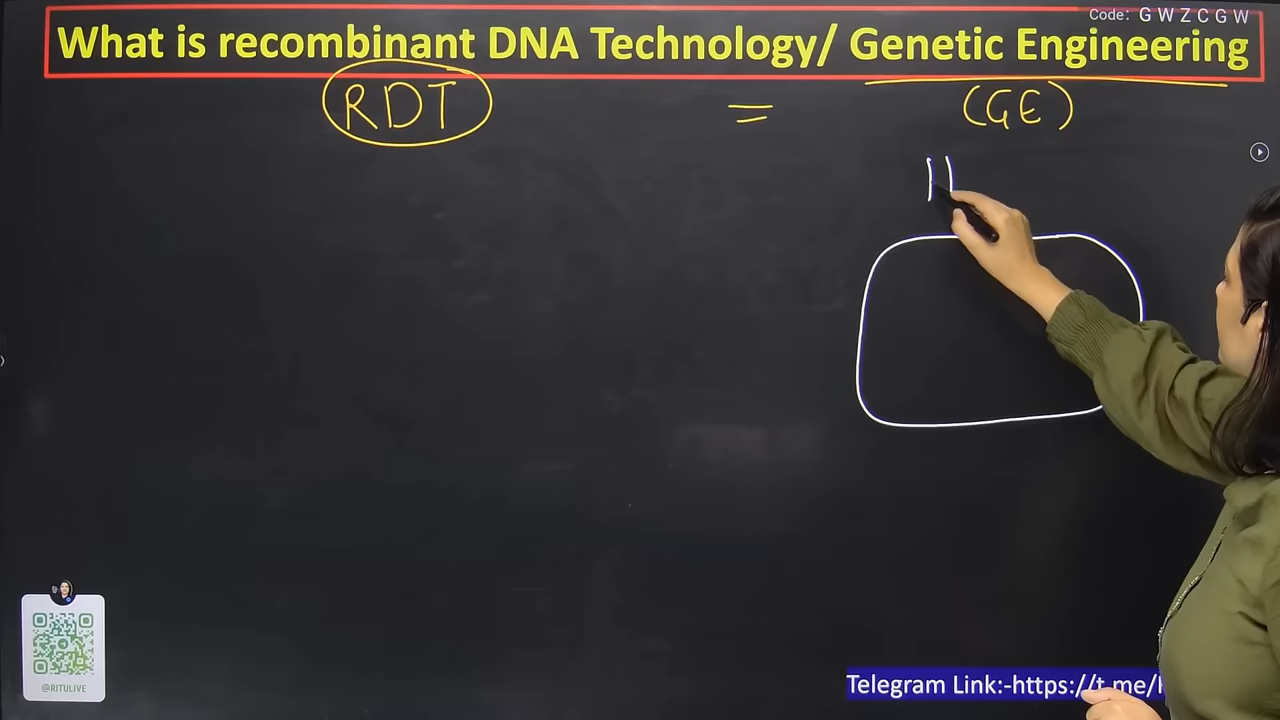 Code: G W Z C G W
What is recombinant DNA Technology/ Genetic Engineering
RDT = (GE)
@RITULIVE
Telegram Link:-https://t.me/